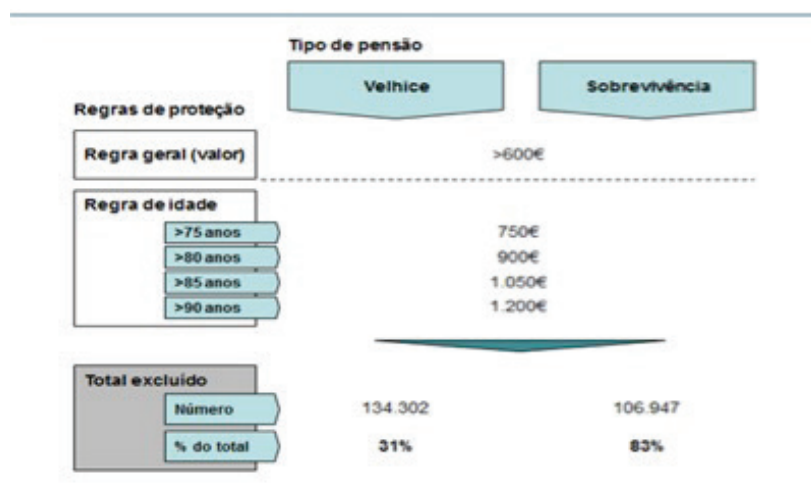 Tipo de pensão
Velhice
Sobrevivência
Regras de proteção
Regra geral (valor)
>600€
Regra de idade
>75 anos
750€
>80 anos
900€
>85 anos
1.050€
>90 anos
1.200€
Total excluído
Número
134.302
106.947
% do total
31%
83%